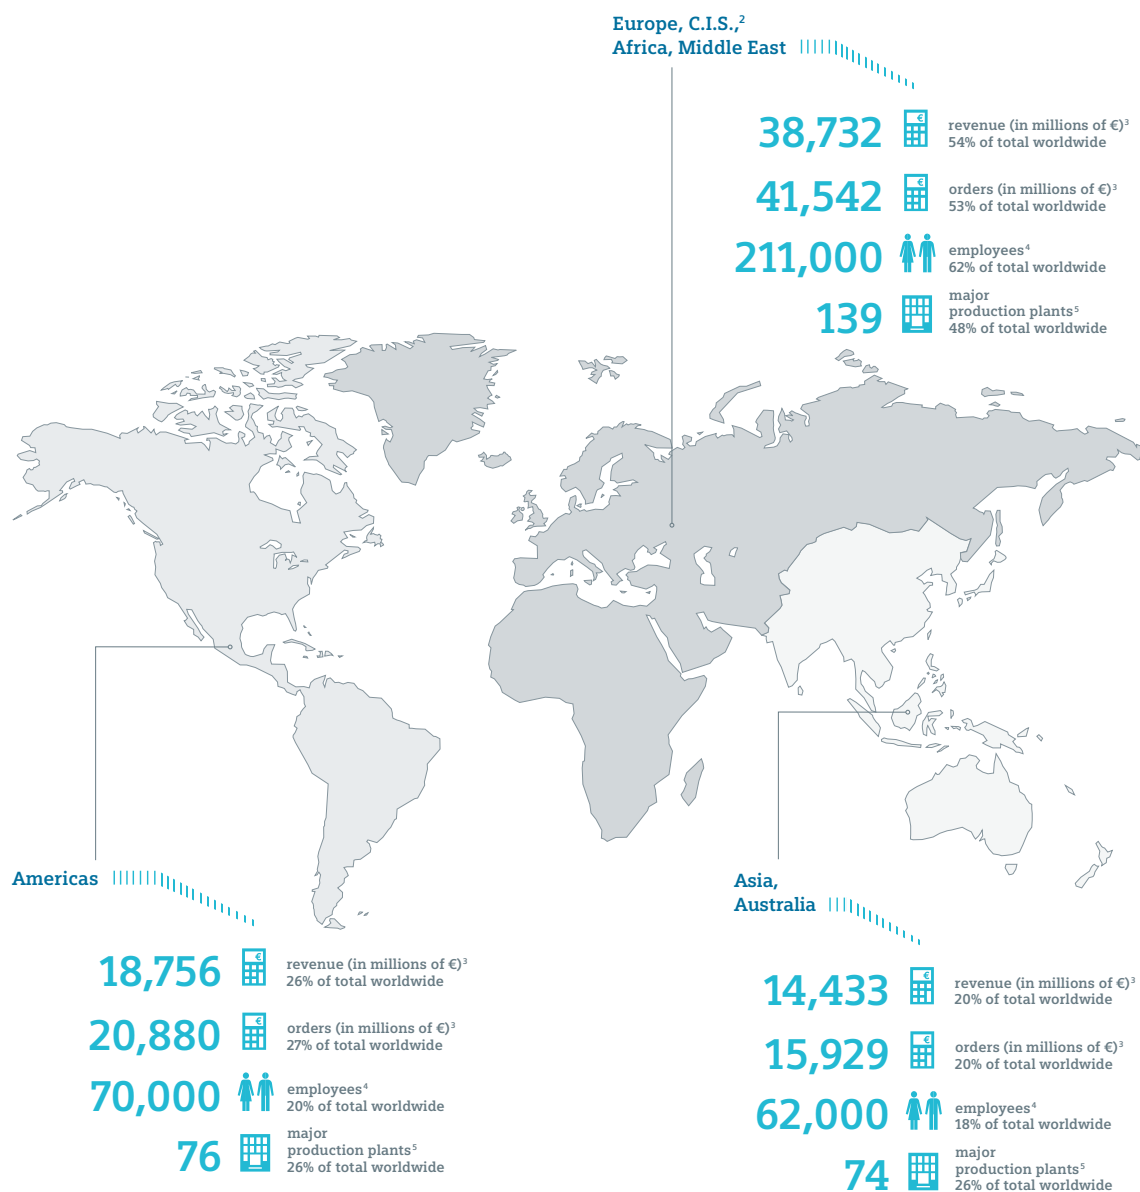 Europe, C.I.S.,²
Africa, Middle East
38,732
revenue (in millions of €)³
54% of total worldwide
41,542
orders (in millions of €)³
53% of total worldwide
211,000
employees⁴
62% of total worldwide
139
major
production plants⁵
48% of total worldwide
Americas
18,756
revenue (in millions of €)³
26% of total worldwide
20,880
orders (in millions of €)³
27% of total worldwide
70,000
employees⁴
20% of total worldwide
76
major
production plants⁵
26% of total worldwide
Asia,
Australia
14,433
revenue (in millions of €)³
20% of total worldwide
15,929
orders (in millions of €)³
20% of total worldwide
62,000
employees⁴
18% of total worldwide
74
major
production plants⁵
26% of total worldwide